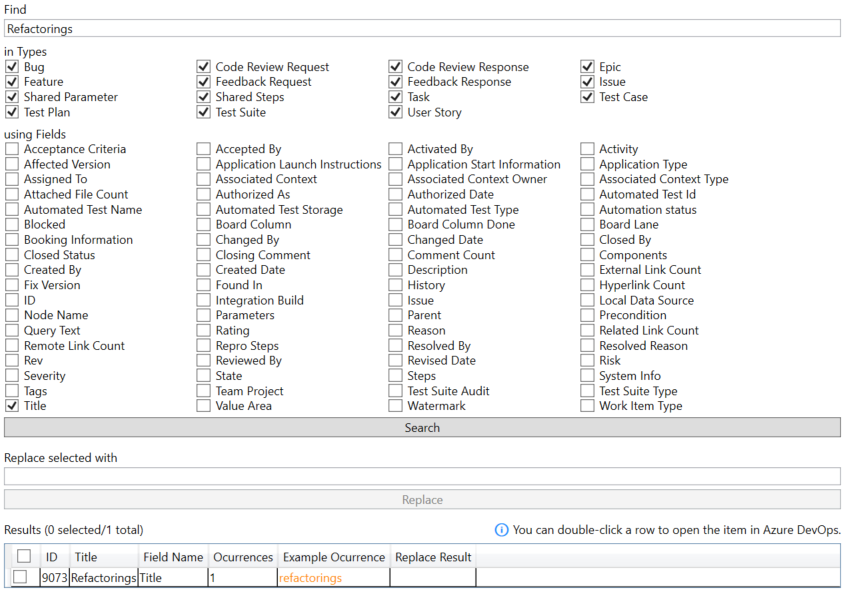 Find
Refactorings
in Types
Bug Code Review Request Code Review Response Epic
Feature Feedback Request Feedback Response Issue
Shared Parameter Shared Steps Task Test Case
Test Plan Test Suite User Story
using Fields
Acceptance Criteria Accepted By Activated By Activity
Affected Version Application Launch Instructions Application Start Information Application Type
Assigned To Associated Context Associated Context Owner Associated Context Type
Attached File Count Authorized As Authorized Date Automated Test Id
Automated Test Name Automated Test Storage Automated Test Type Automation status
Blocked Board Column Board Column Done Board Lane
Booking Information Changed By Changed Date Closed By
Closed Status Closing Comment Comment Count Components
Created By Created Date Description External Link Count
Fix Version Found In History Hyperlink Count
ID Integration Build Issue Local Data Source
Node Name Parameters Parent Precondition
Query Text Rating Reason Related Link Count
Remote Link Count Repro Steps Resolved By Resolved Reason
Rev Reviewed By Revised Date Risk
Severity State Steps System Info
Tags Team Project Test Suite Audit Test Suite Type
Title Value Area Watermark Work Item Type
Search
Replace selected with
Replace
Results (0 selected/1 total) You can double-click a row to open the item in Azure DevOps.
ID Title Field Name Ocurrences Example Ocurrence Replace Result
9073 Refactorings Title 1 refactorings